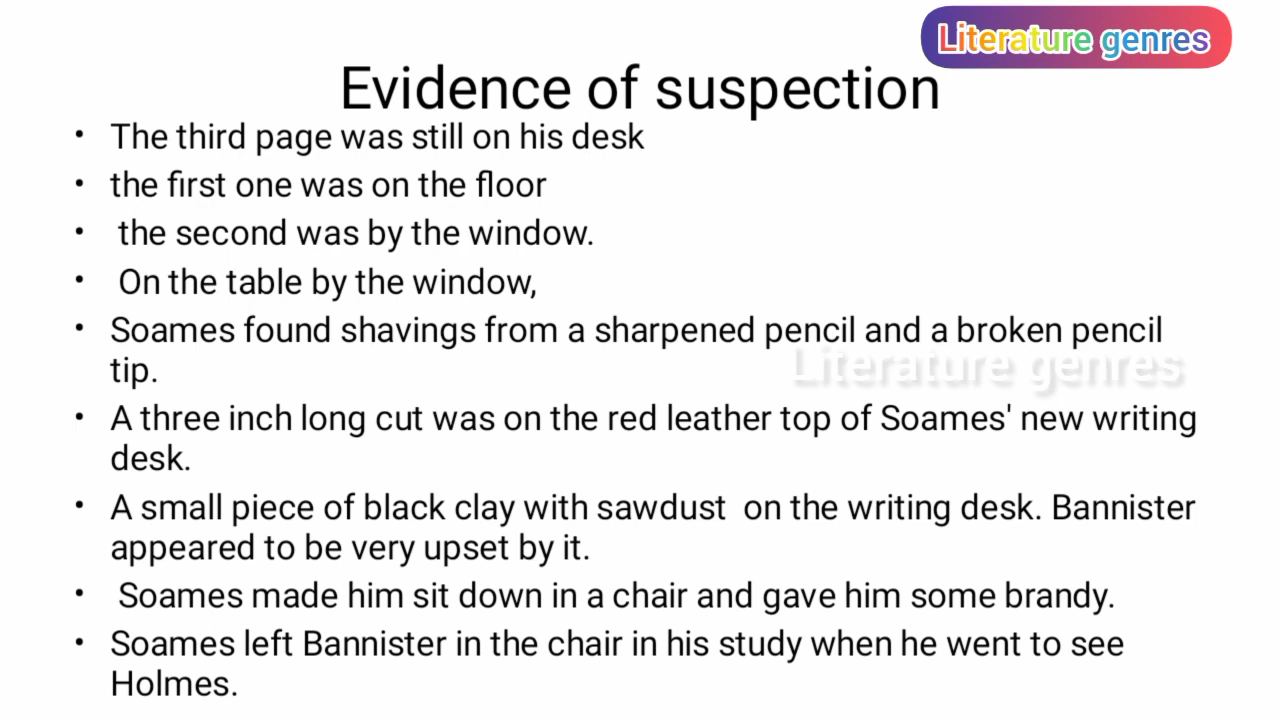 Literature genres
Evidence of suspection
• The third page was still on his desk
• the first one was on the floor
• the second was by the window.
• On the table by the window,
• Soames found shavings from a sharpened pencil and a broken pencil
tip.
Literature genres
• A three inch long cut was on the red leather top of Soames' new writing
desk.
• A small piece of black clay with sawdust on the writing desk. Bannister
appeared to be very upset by it.
• Soames made him sit down in a chair and gave him some brandy.
• Soames left Bannister in the chair in his study when he went to see
Holmes.